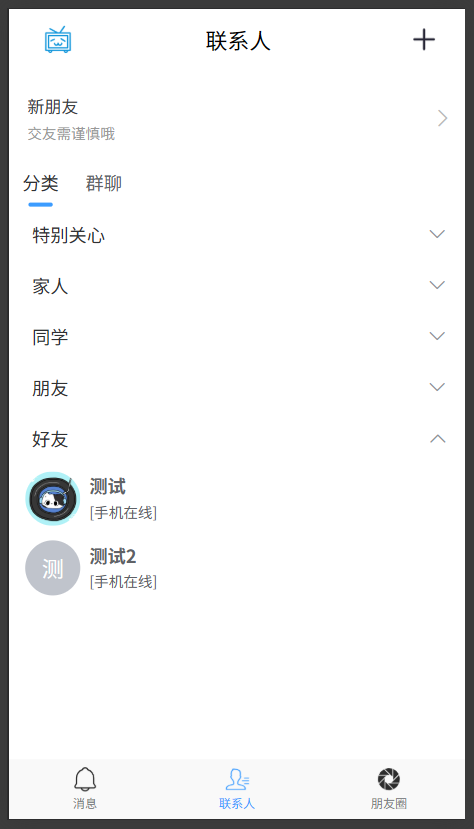 联系人
新朋友
交友需谨慎哦
分类 群聊
特别关心
家人
同学
朋友
好友
测试
[手机在线]
测
测试2
[手机在线]
消息 联系人 朋友圈